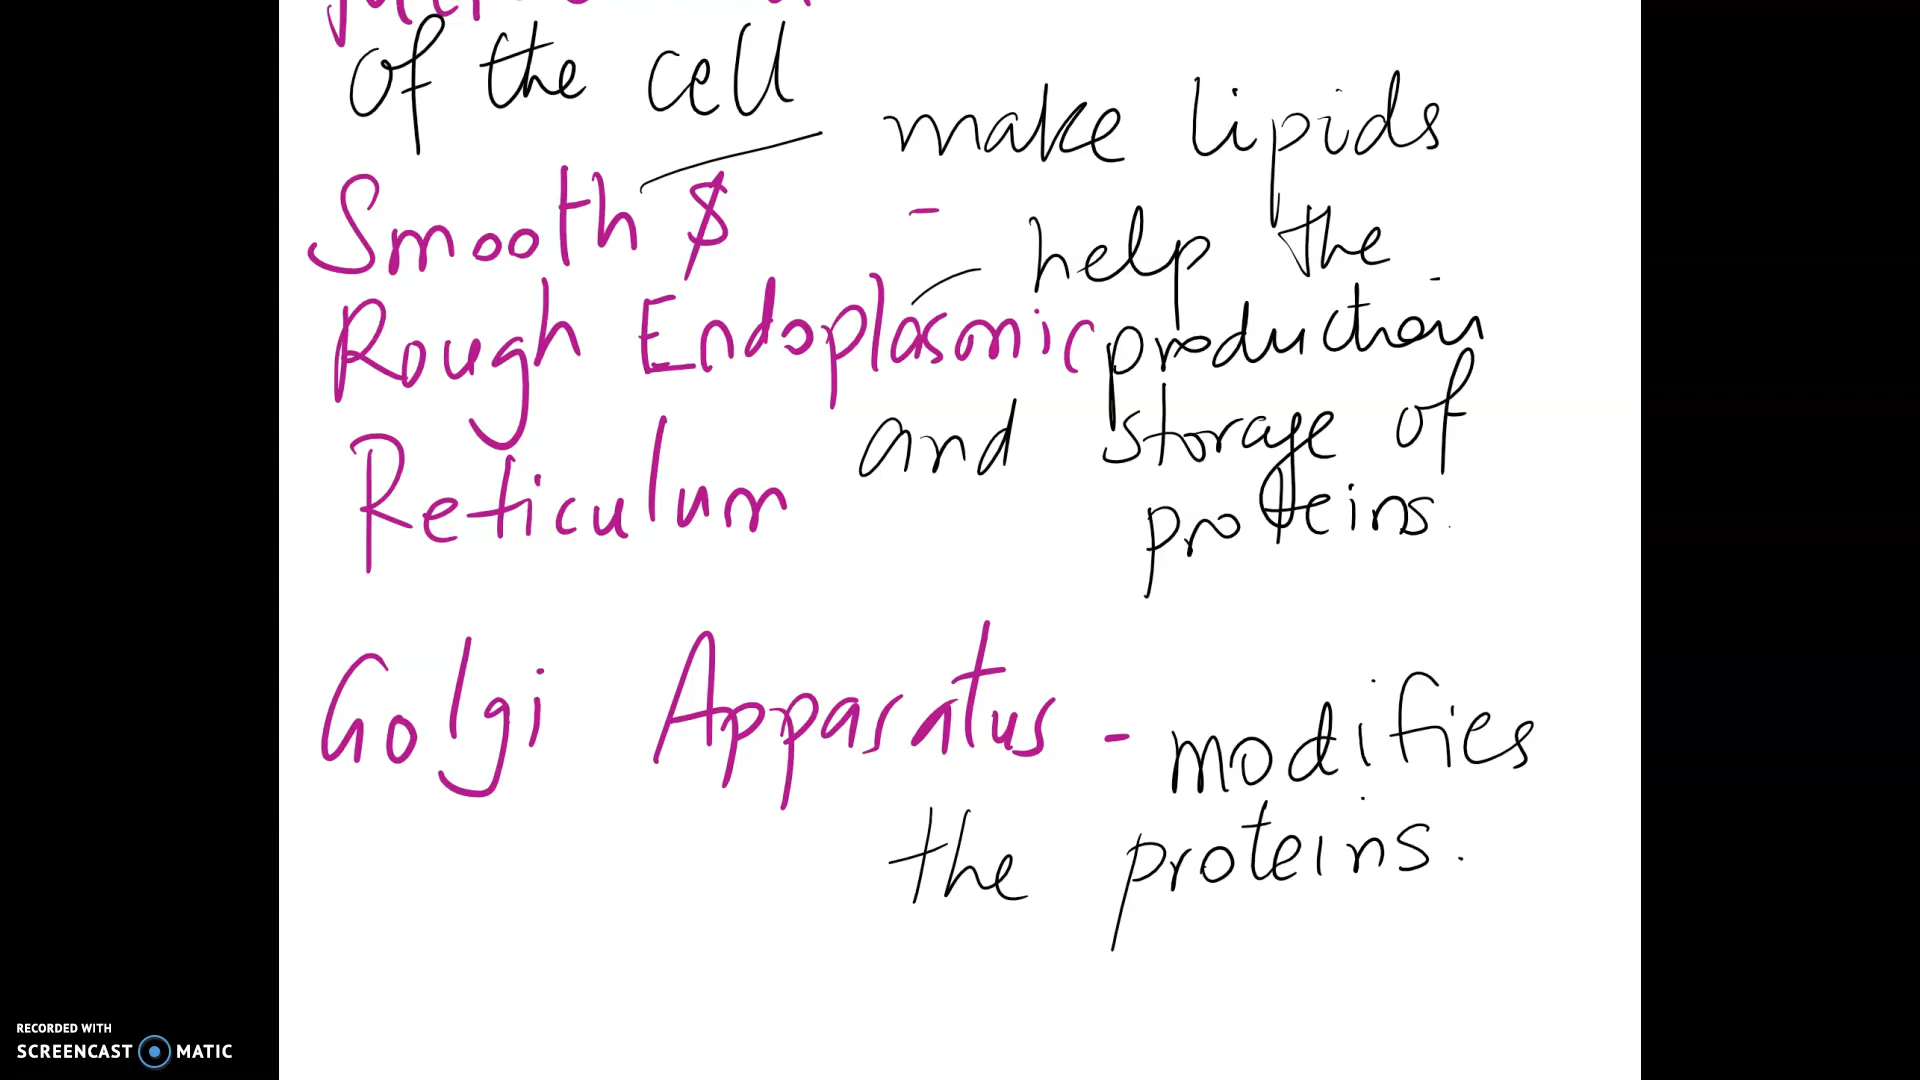 of the cell
make lipids
Smooth &
- help the
Rough Endoplasmic production
and storage of
Reticulum
proteins.
Golgi Apparatus - modifies
the proteins.
RECORDED WITH
SCREENCAST MATIC